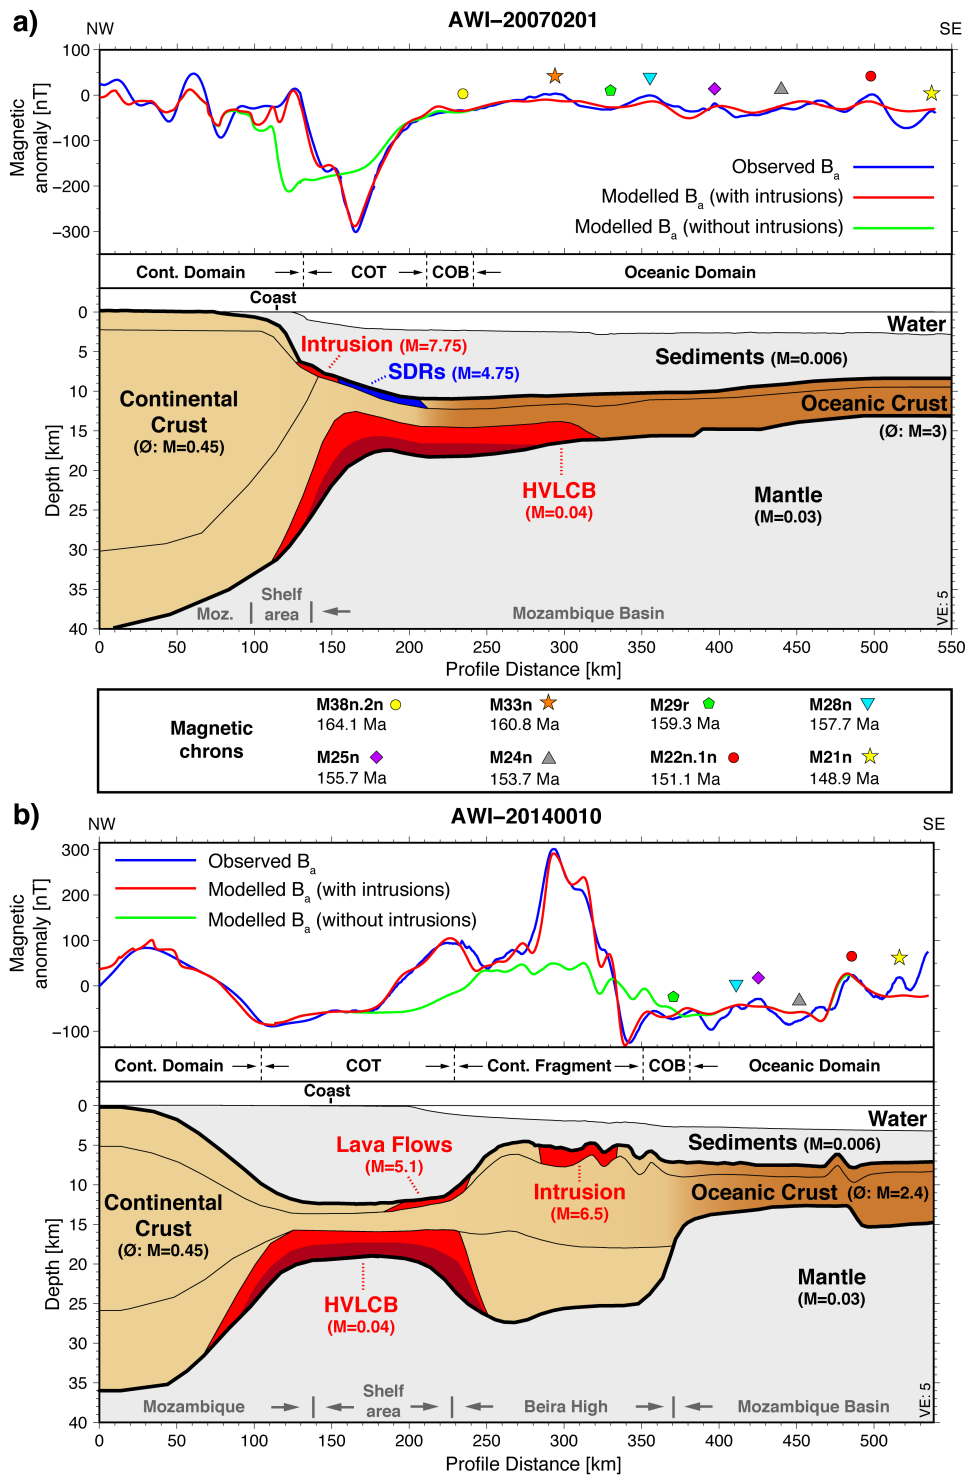 a)
AWI–20070201
NW
SE
Magnetic
anomaly [nT]
100
0
−100
−200
−300
Observed Ba
Modelled Ba (with intrusions)
Modelled Ba (without intrusions)
Cont. Domain
COT
COB
Oceanic Domain
Coast
Water
Intrusion (M=7.75)
Sediments (M=0.006)
SDRs (M=4.75)
Continental
Crust
(Ø: M=0.45)
Oceanic Crust
(Ø: M=3)
HVLCB
(M=0.04)
Mantle
(M=0.03)
Depth [km]
0
5
10
15
20
25
30
35
40
Moz.
Shelf
area
Mozambique Basin
VE: 5
0 50 100 150 200 250 300 350 400 450 500 550
Profile Distance [km]
Magnetic
chrons
M38n.2n
164.1 Ma
M33n
160.8 Ma
M29r
159.3 Ma
M28n
157.7 Ma
M25n
155.7 Ma
M24n
153.7 Ma
M22n.1n
151.1 Ma
M21n
148.9 Ma
b)
AWI–20140010
NW
SE
Magnetic
anomaly [nT]
300
200
100
0
−100
Observed Ba
Modelled Ba (with intrusions)
Modelled Ba (without intrusions)
Cont. Domain
COT
Cont. Fragment
COB
Oceanic Domain
Coast
Water
Lava Flows
(M=5.1)
Sediments (M=0.006)
Continental
Crust
(Ø: M=0.45)
Intrusion
(M=6.5)
Oceanic Crust (Ø: M=2.4)
HVLCB
(M=0.04)
Mantle
(M=0.03)
Depth [km]
0
5
10
15
20
25
30
35
40
Mozambique
Shelf
area
Beira High
Mozambique Basin
VE: 5
0 50 100 150 200 250 300 350 400 450 500
Profile Distance [km]